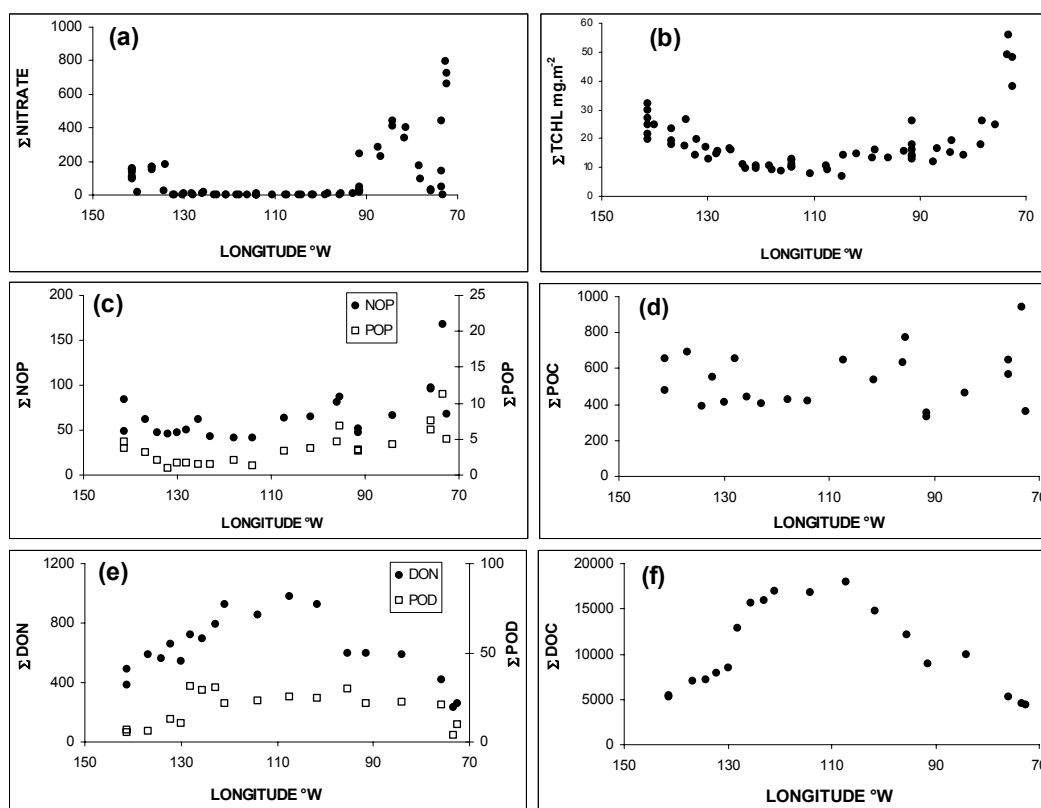 (a)
ΣNITRATE
1000
800
600
400
200
0
150 130 110 90 70
LONGITUDE °W
(b)
ΣTCHL mg.m-2
60
50
40
30
20
10
0
150 130 110 90 70
LONGITUDE °W
(c)
NOP
POP
ΣNOP
200
150
100
50
0
ΣPOP
25
20
15
10
5
0
150 130 110 90 70
LONGITUDE °W
(d)
ΣPOC
1000
800
600
400
200
0
150 130 110 90 70
LONGITUDE °W
(e)
DON
POD
ΣDON
1200
800
400
0
ΣPOD
100
50
0
150 130 110 90 70
LONGITUDE °W
(f)
ΣDOC
20000
15000
10000
5000
0
150 130 110 90 70
LONGITUDE °W